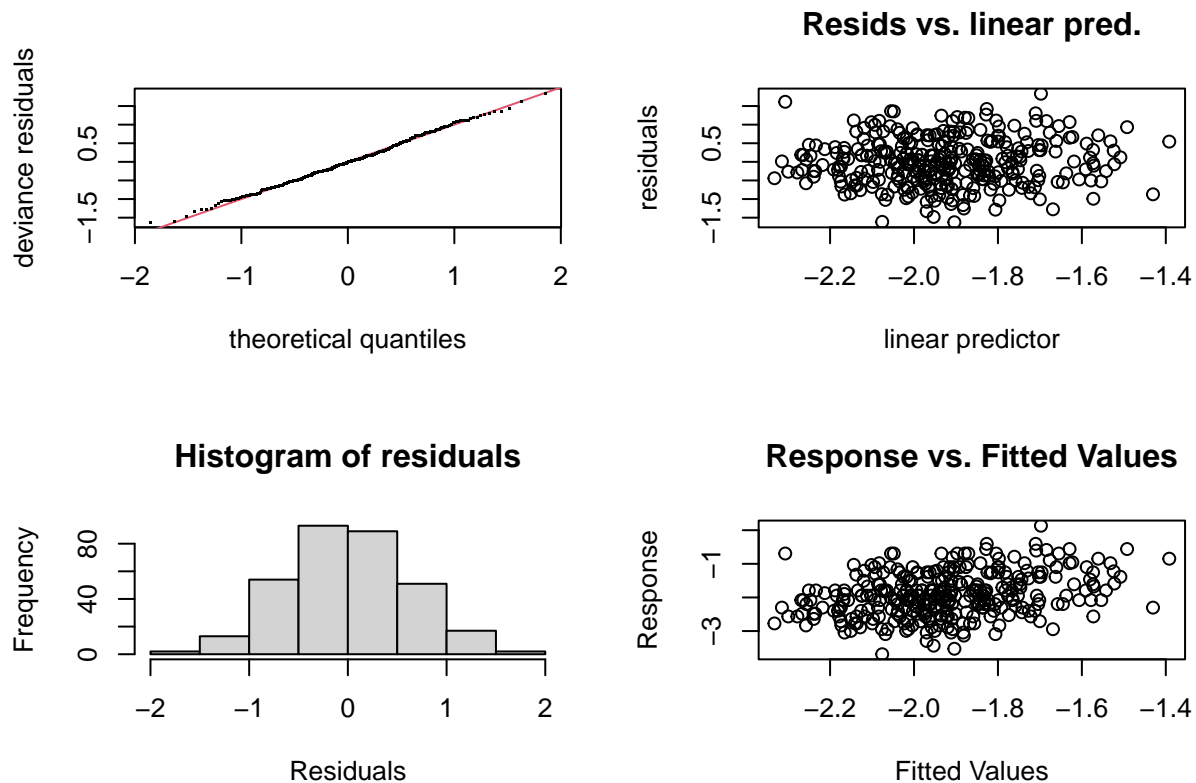 deviance residuals
0.5
−1.5
−2 −1 0 1 2
theoretical quantiles
Resids vs. linear pred.
residuals
0.5
−1.5
−2.2 −2.0 −1.8 −1.6 −1.4
linear predictor
Histogram of residuals
Frequency
80
40
0
−2 −1 0 1 2
Residuals
Response vs. Fitted Values
Response
−1
−3
−2.2 −2.0 −1.8 −1.6 −1.4
Fitted Values